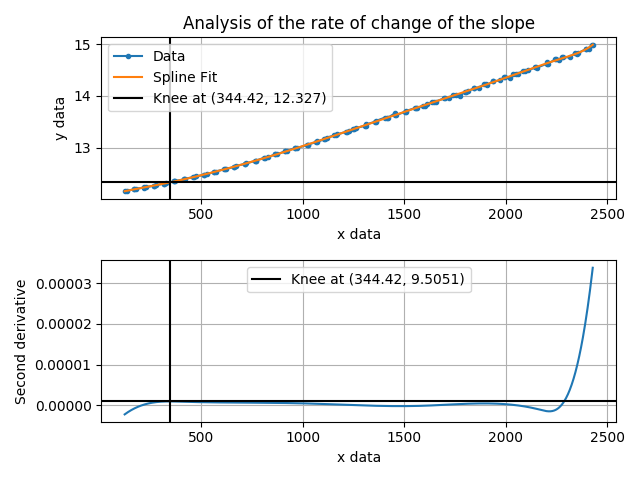 Analysis of the rate of change of the slope
15
14
13
y data
Data
Spline Fit
Knee at (344.42, 12.327)
500
1000
1500
2000
2500
x data
0.00003
0.00002
0.00001
0.00000
Second derivative
Knee at (344.42, 9.5051)
500
1000
1500
2000
2500
x data